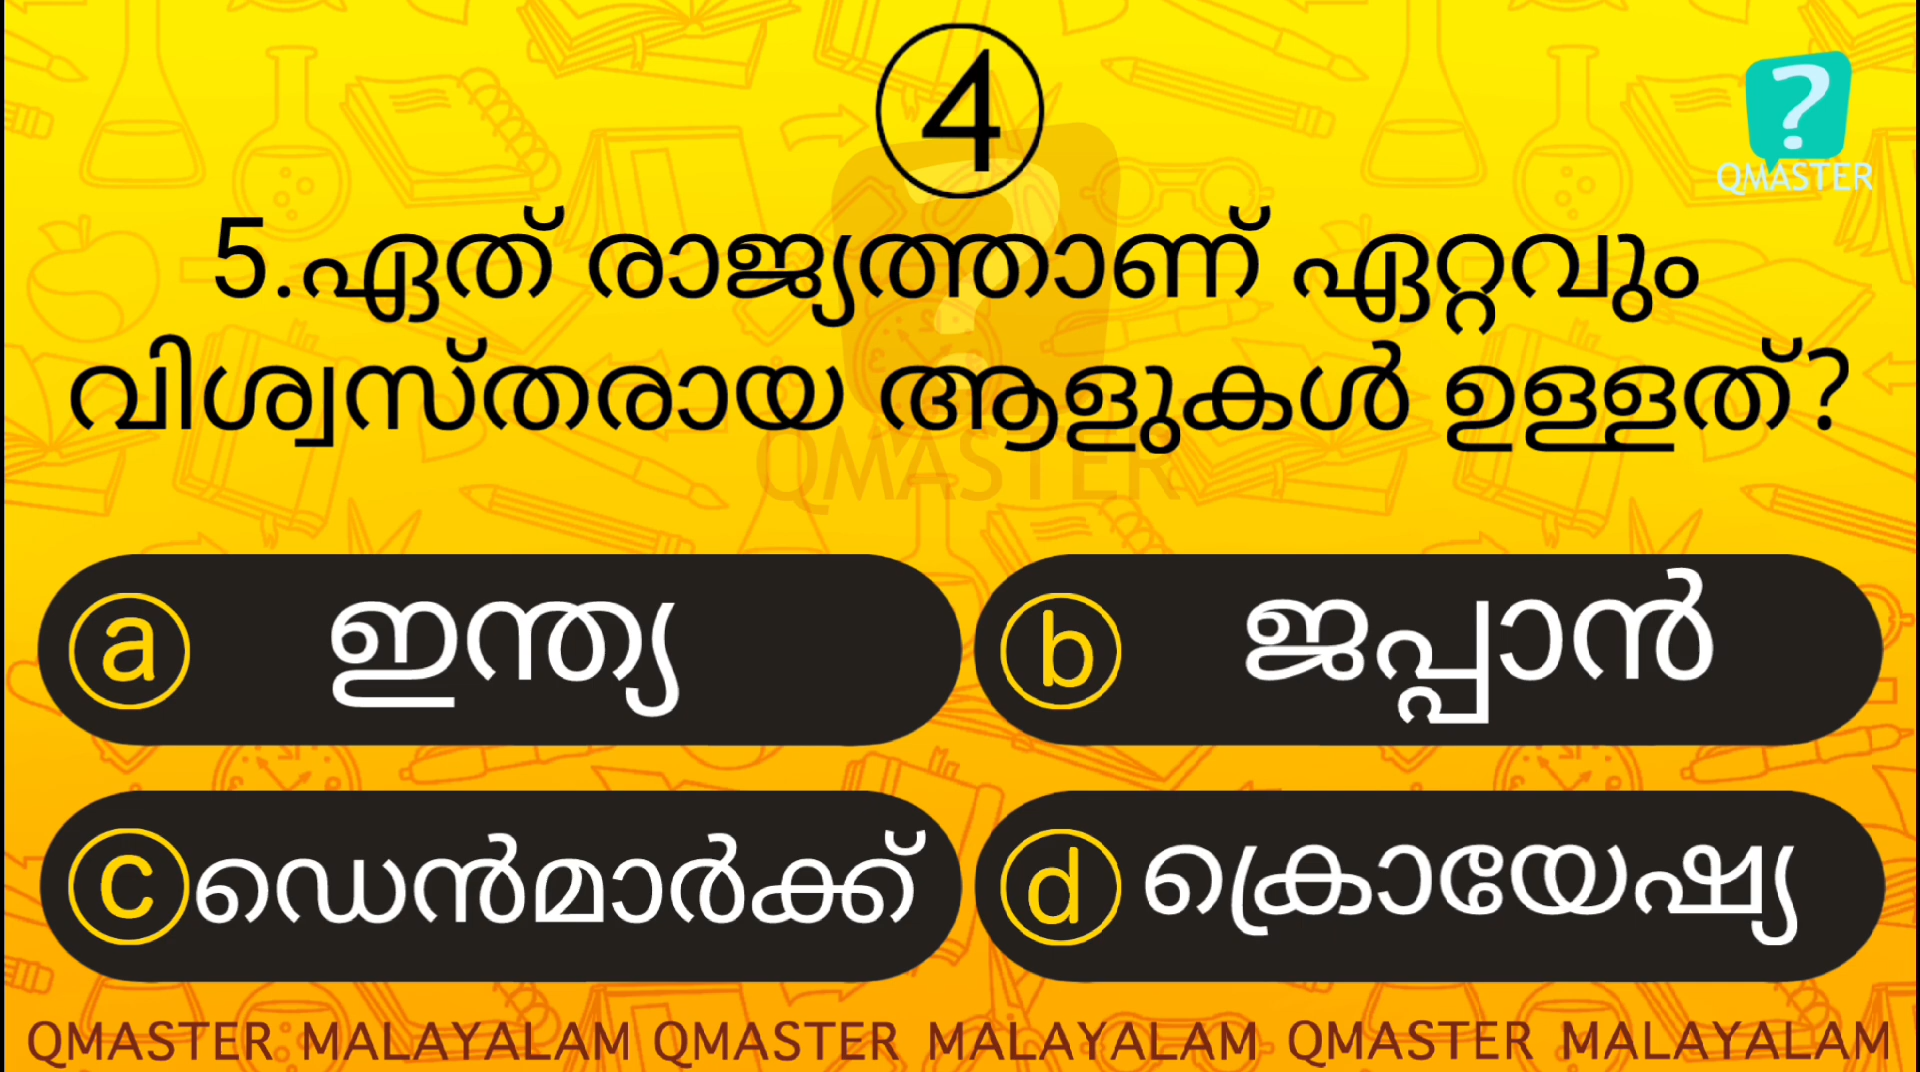 4
?
QMASTER
5.ഏത് രാജ്യത്താണ് ഏറ്റവും
വിശ്വസ്തരായ ആളുകൾ ഉള്ളത്?
QMASTER
a ഇന്ത്യ
b ജപ്പാൻ
c ഡെൻമാർക്ക്
d ക്രൊയേഷ്യ
QMASTER MALAYALAM QMASTER MALAYALAM QMASTER MALAYALAM